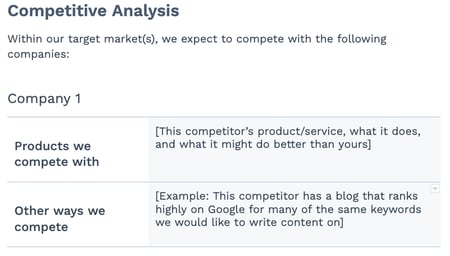 Competitive Analysis
Within our target market(s), we expect to compete with the following
companies:
Company 1
Products we
compete with
[This competitor’s product/service, what it does,
and what it might do better than yours]
Other ways we
compete
[Example: This competitor has a blog that ranks
highly on Google for many of the same keywords
we would like to write content on]